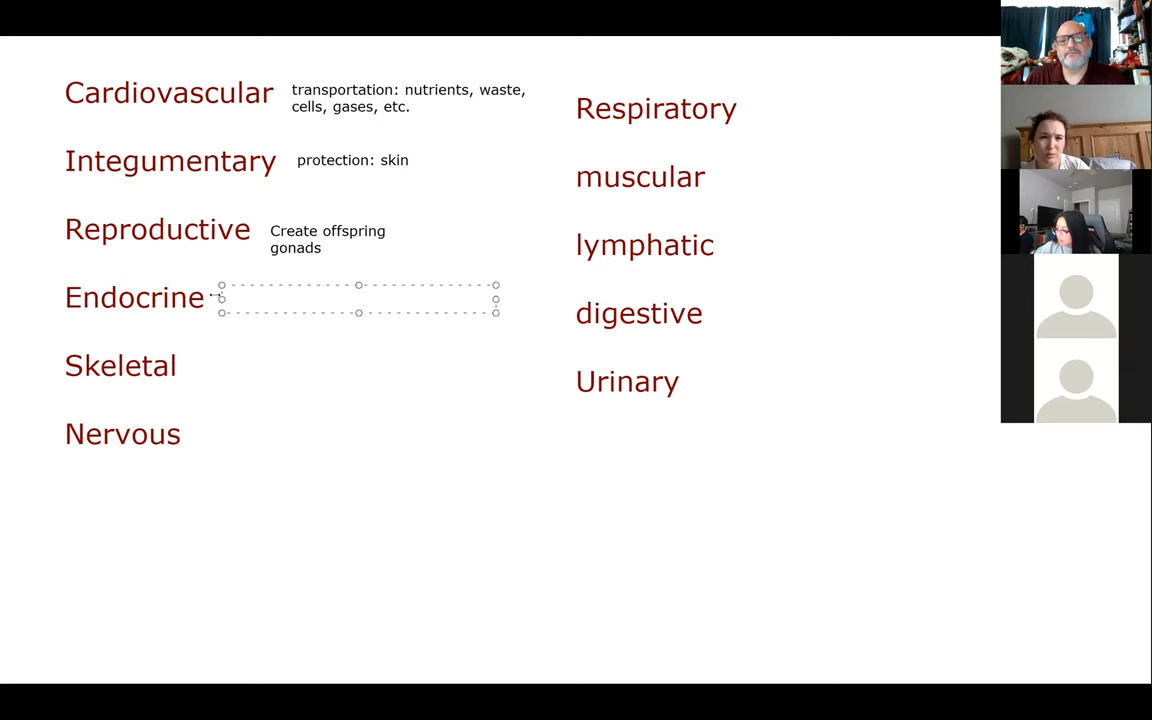 Cardiovascular
transportation: nutrients, waste,
cells, gases, etc.
Integumentary
protection: skin
Reproductive
Create offspring
gonads
Endocrine
Skeletal
Nervous
Respiratory
muscular
lymphatic
digestive
Urinary